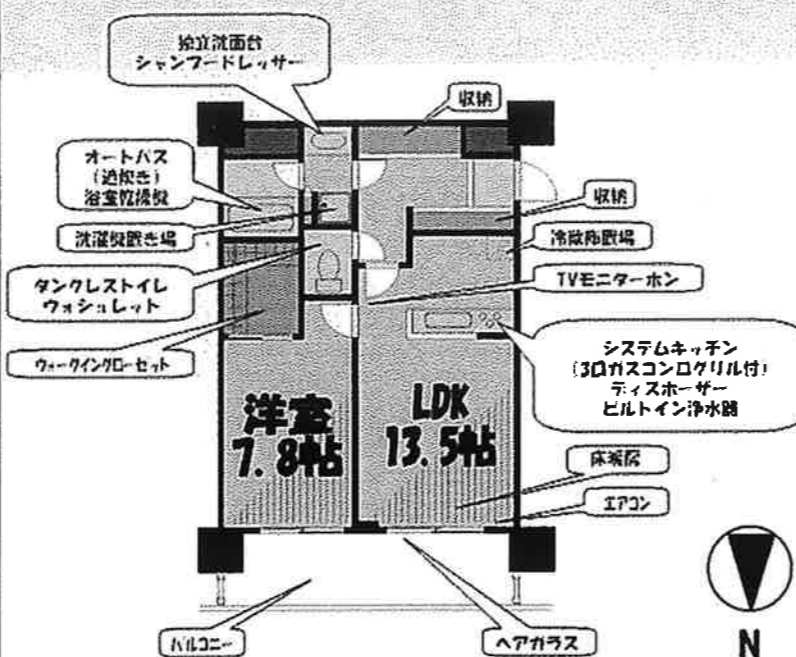 独立洗面台
シャンプードレッサー
収納
オートバス
(追焚き)
浴室乾燥機
収納
洗濯機置き場
冷蔵庫置場
タンクレストイレ
ウォシュレット
TVモニターホン
ウォークインクローゼット
システムキッチン
(3口ガスコンログリル付)
ディスポーザー
ビルトイン浄水器
洋室
7.8帖
LDK
13.5帖
床暖房
エアコン
バルコニー
ペアガラス
N